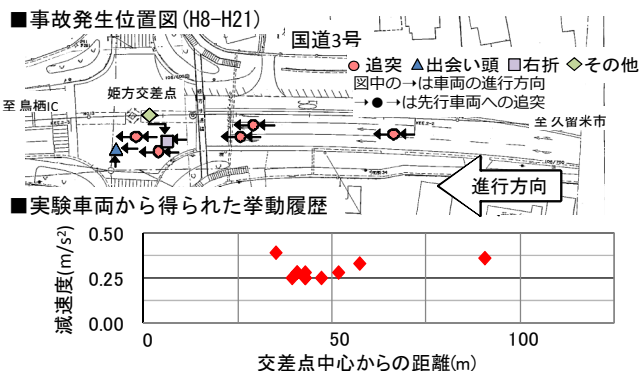 ■事故発生位置図(H8-H21)
国道3号
追突 出会い頭 右折 その他
図中の→は車両の進行方向
→●→は先行車両への追突
姫方交差点
至 鳥栖IC
至 久留米市
進行方向
■実験車両から得られた挙動履歴
減速度(m/s²)
0.50
0.25
0.00
0 50 100
交差点中心からの距離(m)